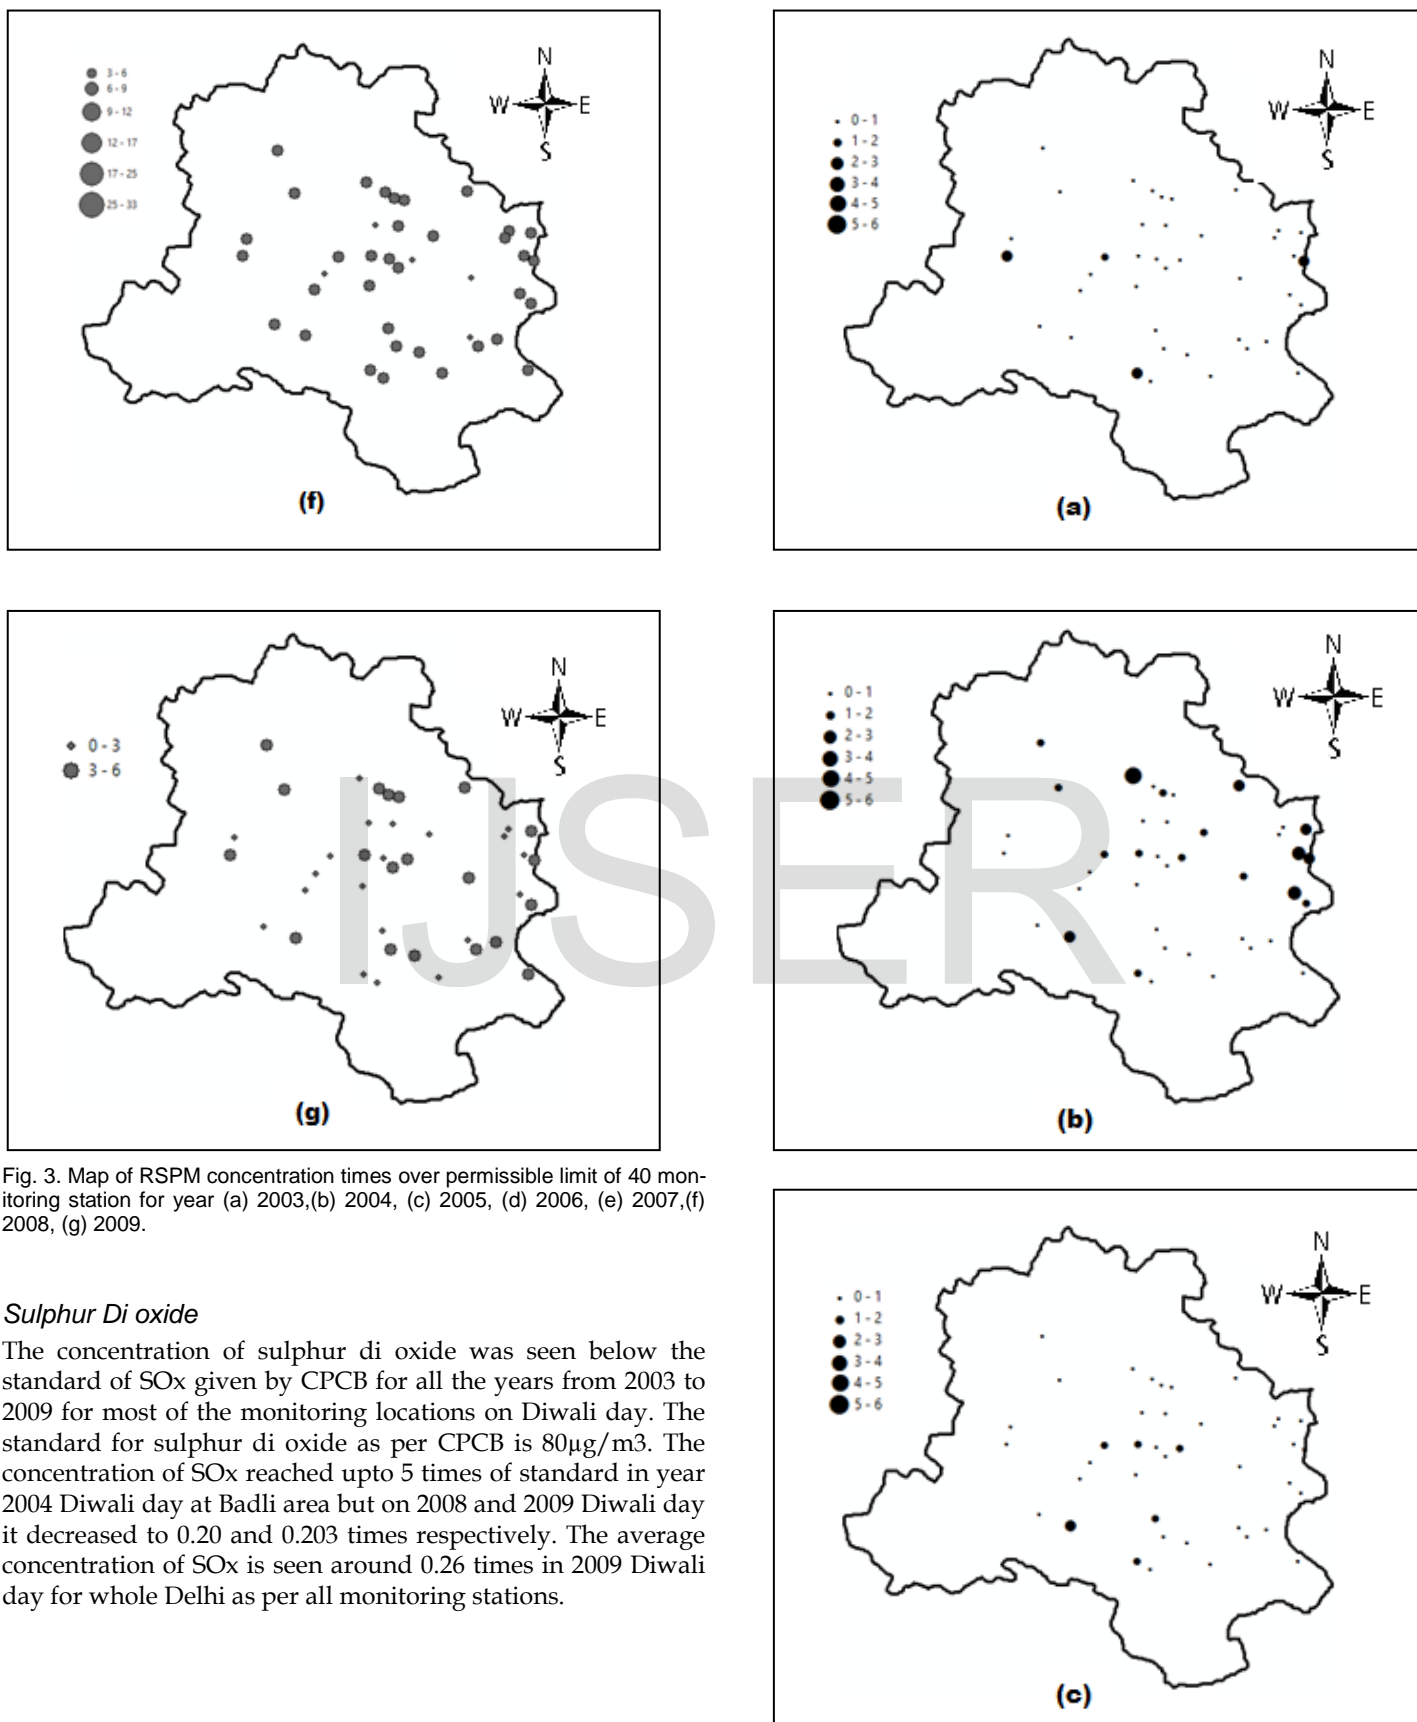 N
W E
S
3 - 6
6 - 9
9 - 12
12 - 17
17 - 25
25 - 33
(f)
N
W E
S
0 - 3
3 - 6
(g)
Fig. 3. Map of RSPM concentration times over permissible limit of 40 mon-
itoring station for year (a) 2003,(b) 2004, (c) 2005, (d) 2006, (e) 2007,(f)
2008, (g) 2009.
Sulphur Di oxide
The concentration of sulphur di oxide was seen below the
standard of SOx given by CPCB for all the years from 2003 to
2009 for most of the monitoring locations on Diwali day. The
standard for sulphur di oxide as per CPCB is 80µg/m3. The
concentration of SOx reached upto 5 times of standard in year
2004 Diwali day at Badli area but on 2008 and 2009 Diwali day
it decreased to 0.20 and 0.203 times respectively. The average
concentration of SOx is seen around 0.26 times in 2009 Diwali
day for whole Delhi as per all monitoring stations.
N
W E
S
0 - 1
1 - 2
2 - 3
3 - 4
4 - 5
5 - 6
(a)
N
W E
S
0 - 1
1 - 2
2 - 3
3 - 4
4 - 5
5 - 6
(b)
N
W E
S
0 - 1
1 - 2
2 - 3
3 - 4
4 - 5
5 - 6
(c)
IJSER